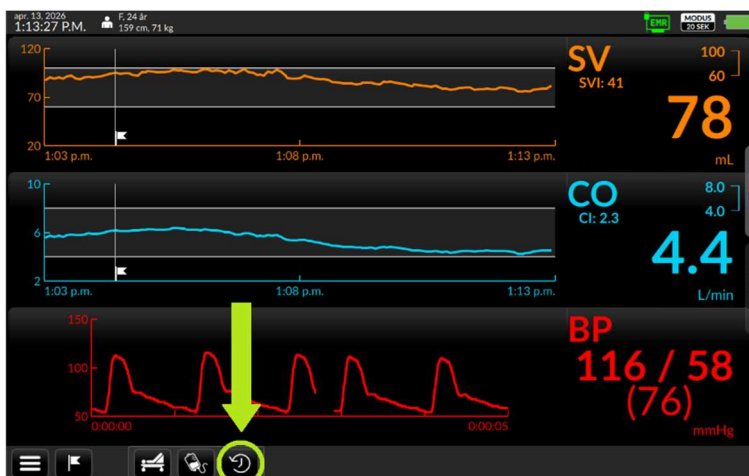 apr. 13, 2026
1:13:27 P.M.
F, 24 år
159 cm, 71 kg
EMR
MODUS
20 SEK
120
70
20
1:03 p.m.
1:08 p.m.
1:13 p.m.
SV
SVI: 41
100
60
78
mL
10
6
2
1:03 p.m.
1:08 p.m.
1:13 p.m.
CO
CI: 2.3
8.0
4.0
4.4
L/min
150
100
50
0:00:00
0:00:05
BP
116 / 58
(76)
mmHg